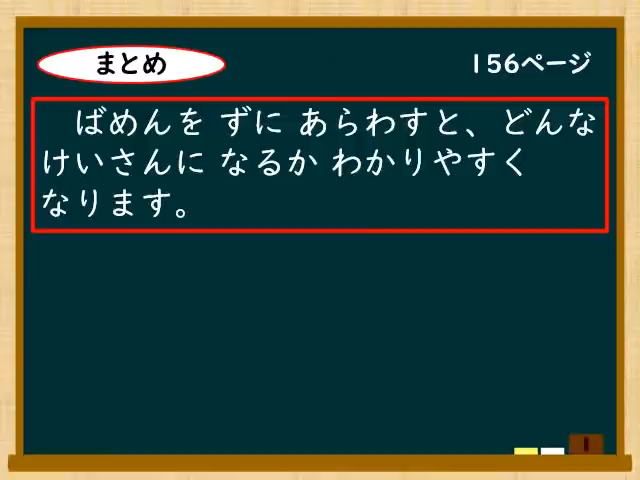 まとめ
156ページ
ばめんを ずに あらわすと、どんな
けいさんに なるか わかりやすく
なります。